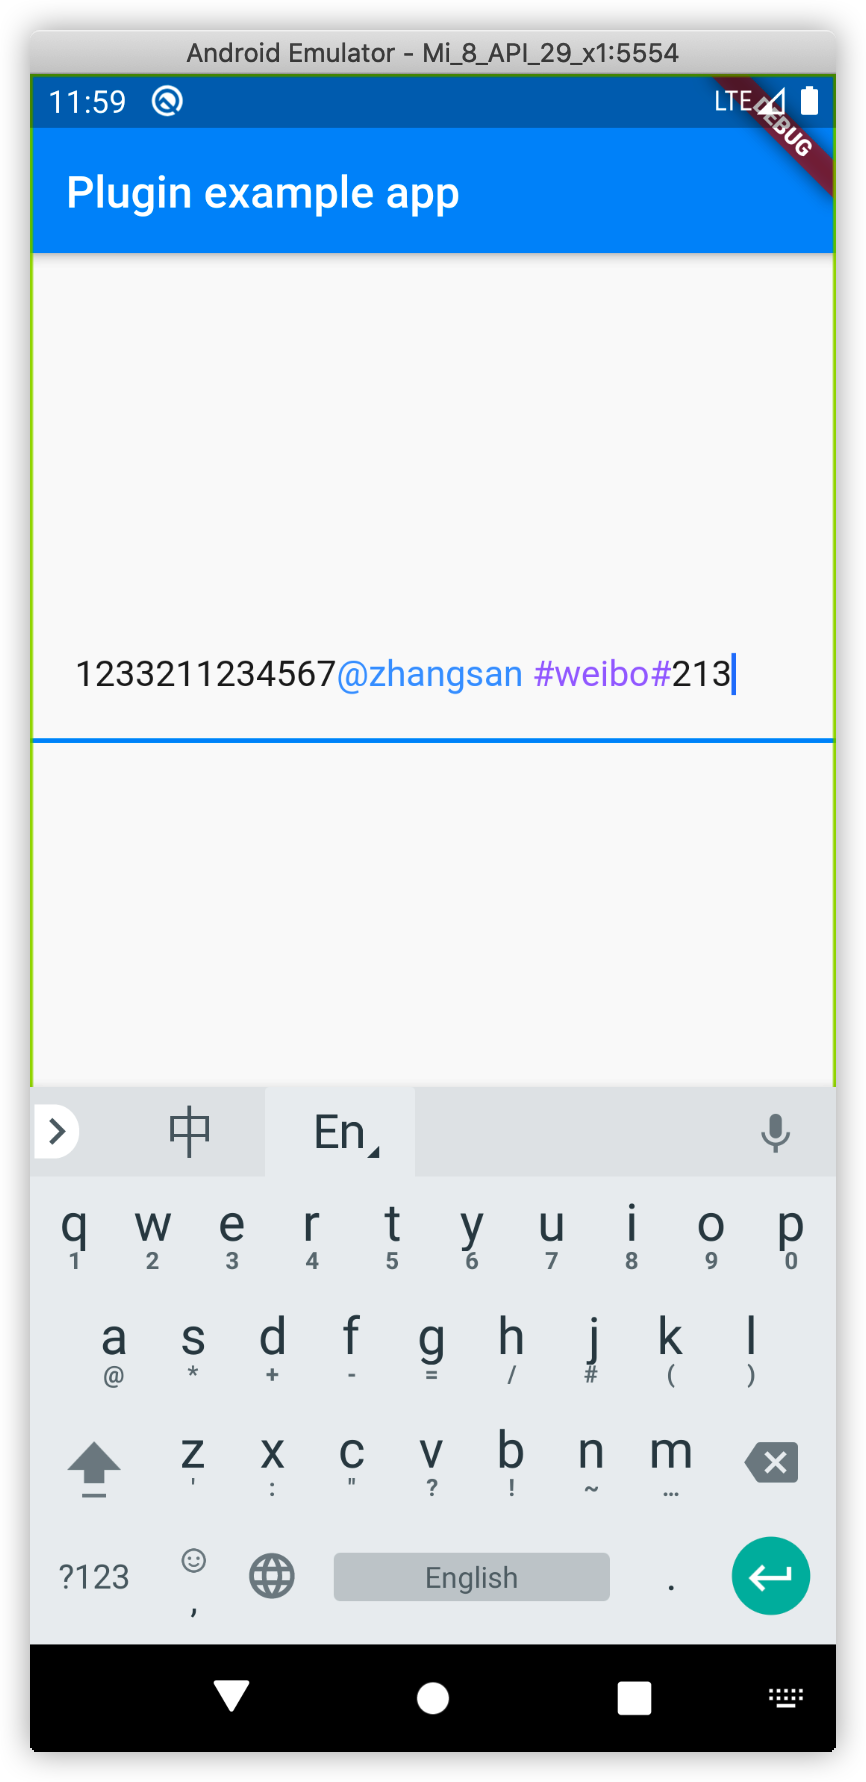 Android Emulator - Mi_8_API_29_x1:5554
11:59 LTE
DEBUG
Plugin example app
1233211234567@zhangsan #weibo#213
中 En
q w e r t y u i o p
1 2 3 4 5 6 7 8 9 0
a s d f g h j k l
@ * + - = / # ( )
z x c v b n m
' : " ? ! ~ …
?123 , English .